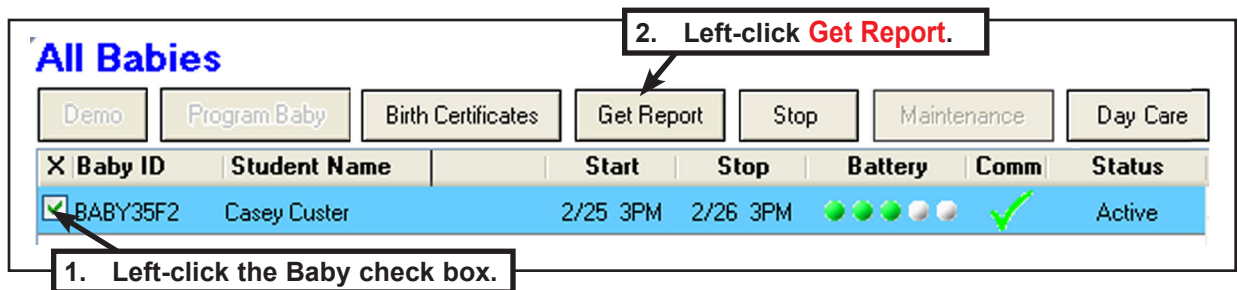 2. Left-click Get Report.
All Babies
Demo Program Baby Birth Certificates Get Report Stop Maintenance Day Care
X Baby ID Student Name Start Stop Battery Comm Status
BABY35F2 Casey Custer 2/25 3PM 2/26 3PM Active
1. Left-click the Baby check box.